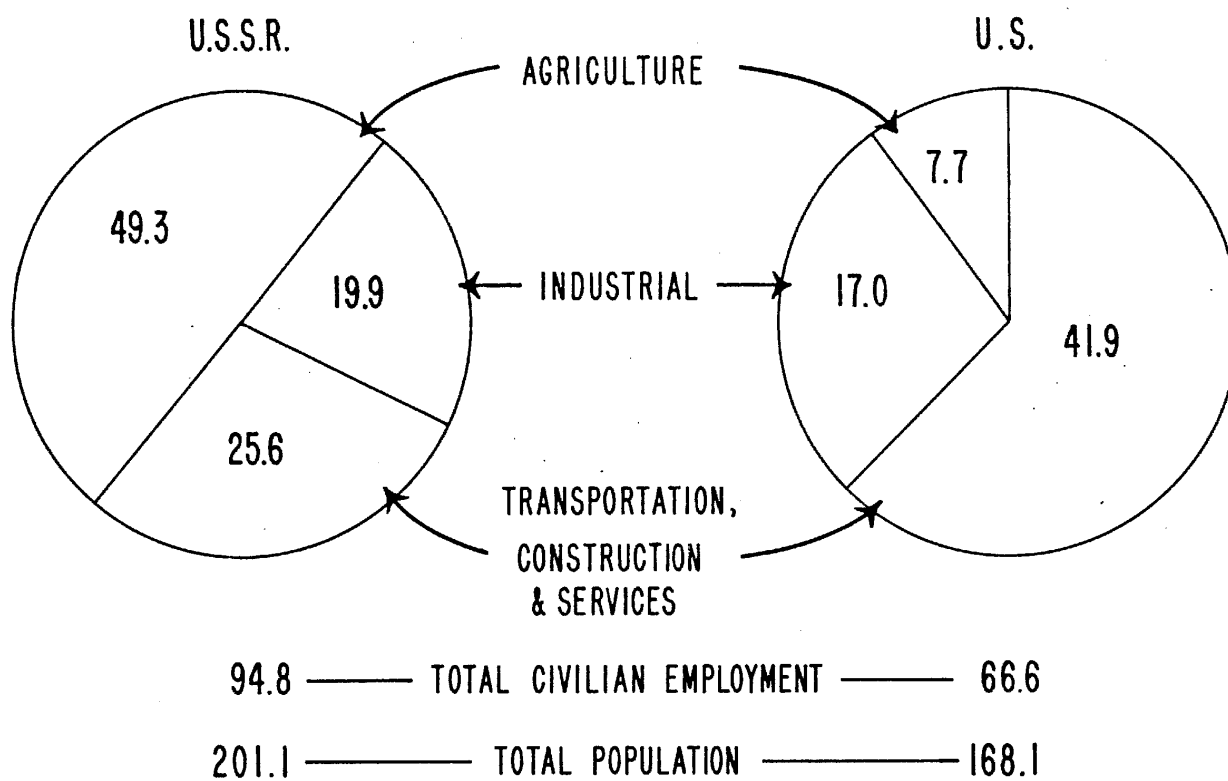 U.S.S.R.
U.S.
AGRICULTURE
49.3
7.7
19.9
INDUSTRIAL
17.0
41.9
25.6
TRANSPORTATION,
CONSTRUCTION
& SERVICES
94.8 TOTAL CIVILIAN EMPLOYMENT 66.6
201.1 TOTAL POPULATION 168.1